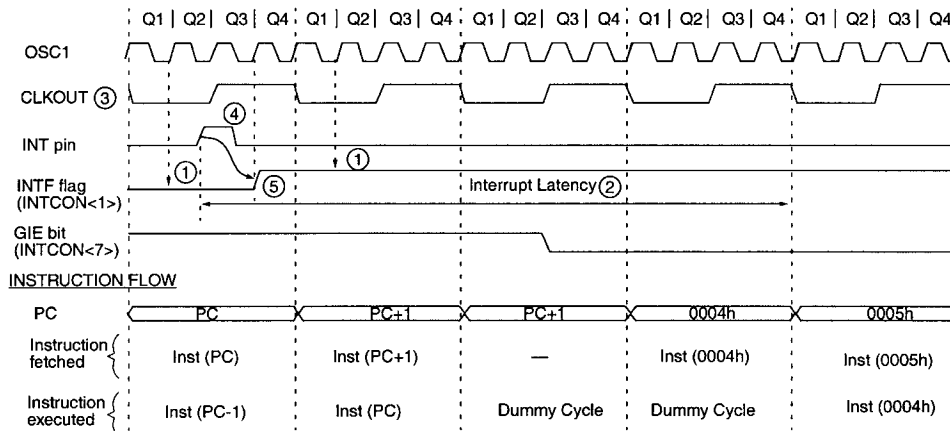 Q1 | Q2 | Q3 | Q4 Q1 | Q2 | Q3 | Q4 Q1 | Q2 | Q3 | Q4 Q1 | Q2 | Q3 | Q4 Q1 | Q2 | Q3 | Q4
OSC1
CLKOUT ③
④
INT pin
① ①
INTF flag ⑤ Interrupt Latency ②
(INTCON<1>)
GIE bit
(INTCON<7>)
INSTRUCTION FLOW
PC PC PC+1 PC+1 0004h 0005h
Instruction
fetched
Inst (PC) Inst (PC+1) — Inst (0004h) Inst (0005h)
Instruction
executed
Inst (PC-1) Inst (PC) Dummy Cycle Dummy Cycle Inst (0004h)